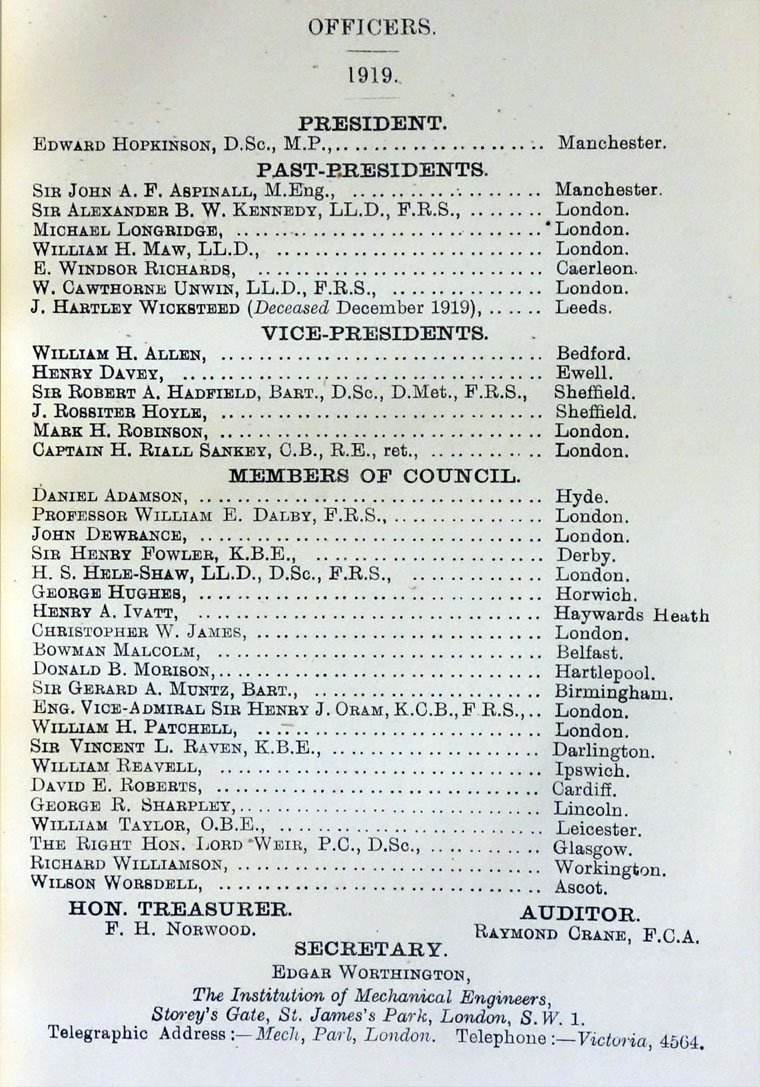 OFFICERS.
1919.
PRESIDENT.
EDWARD HOPKINSON, D.Sc., M.P.,...................... Manchester.
PAST-PRESIDENTS.
SIR JOHN A. F. ASPINALL, M.Eng., .................... Manchester.
SIR ALEXANDER B. W. KENNEDY, LL.D., F.R.S., ........ London.
MICHAEL LONGRIDGE, ................................ London.
WILLIAM H. MAW, LL.D., ............................ London.
E. WINDSOR RICHARDS, .............................. Caerleon.
W. CAWTHORNE UNWIN, LL.D., F.R.S., ................ London.
J. HARTLEY WICKSTEED (Deceased December 1919), ...... Leeds.
VICE-PRESIDENTS.
WILLIAM H. ALLEN, .................................. Bedford.
HENRY DAVEY, ...................................... Ewell.
SIR ROBERT A. HADFIELD, BART., D.Sc., D.Met., F.R.S., Sheffield.
J. ROSSITER HOYLE, ................................ Sheffield.
MARK H. ROBINSON, .................................. London.
CAPTAIN H. RIALL SANKEY, C.B., R.E., ret., ............ London.
MEMBERS OF COUNCIL.
DANIEL ADAMSON, .................................. Hyde.
PROFESSOR WILLIAM E. DALBY, F.R.S., ................ London.
JOHN DEWRANCE, .................................... London.
SIR HENRY FOWLER, K.B.E., ........................ Derby.
H. S. HELE-SHAW, LL.D., D.Sc., F.R.S., .............. London.
GEORGE HUGHES, .................................... Horwich.
HENRY A. IVATT, .................................. Haywards Heath
CHRISTOPHER W. JAMES, .............................. London.
BOWMAN MALCOLM, .................................. Belfast.
DONALD B. MORISON, ................................ Hartlepool.
SIR GERARD A. MUNTZ, BART., ........................ Birmingham.
ENG. VICE-ADMIRAL SIR HENRY J. ORAM, K.C.B., F.R.S.,.. London.
WILLIAM H. PATCHELL, .............................. London.
SIR VINCENT L. RAVEN, K.B.E., ...................... Darlington.
WILLIAM REAVELL, .................................. Ipswich.
DAVID E. ROBERTS, .................................. Cardiff.
GEORGE R. SHARPLEY, ................................ Lincoln.
WILLIAM TAYLOR, O.B.E., ............................ Leicester.
THE RIGHT HON. LORD WEIR, P.C., D.Sc., ............ Glasgow.
RICHARD WILLIAMSON, ................................ Workington.
WILSON WORSDELL, .................................. Ascot.
HON. TREASURER.
F. H. NORWOOD.
AUDITOR.
RAYMOND CRANE, F.C.A.
SECRETARY.
EDGAR WORTHINGTON,
The Institution of Mechanical Engineers,
Storey's Gate, St. James's Park, London, S.W. 1.
Telegraphic Address:—Mech, Parl, London. Telephone:—Victoria, 4564.